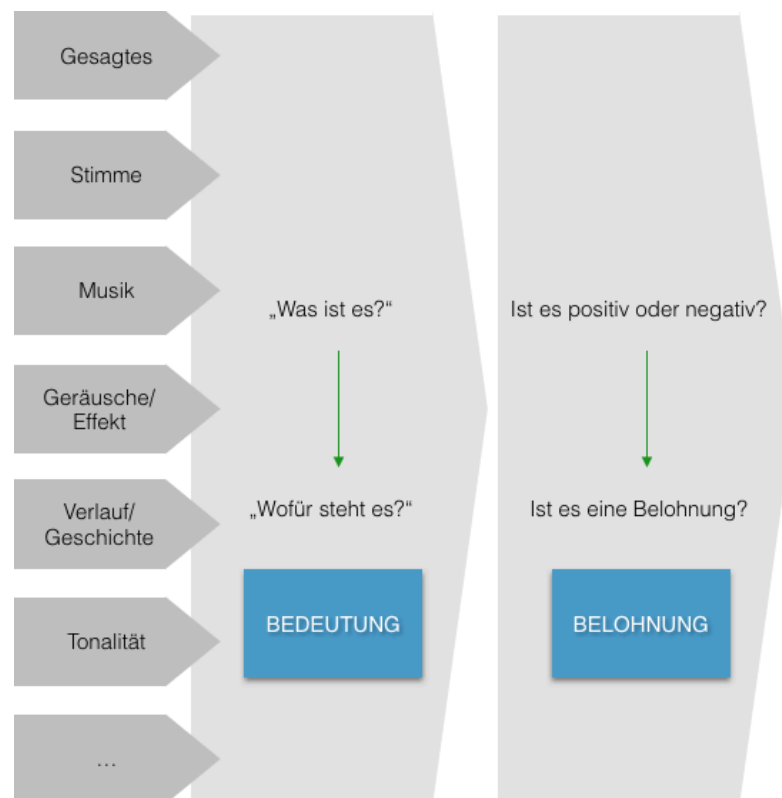 Gesagtes
Stimme
Musik
Geräusche/
Effekt
Verlauf/
Geschichte
Tonalität
...
„Was ist es?“
„Wofür steht es?“
BEDEUTUNG
Ist es positiv oder negativ?
Ist es eine Belohnung?
BELOHNUNG